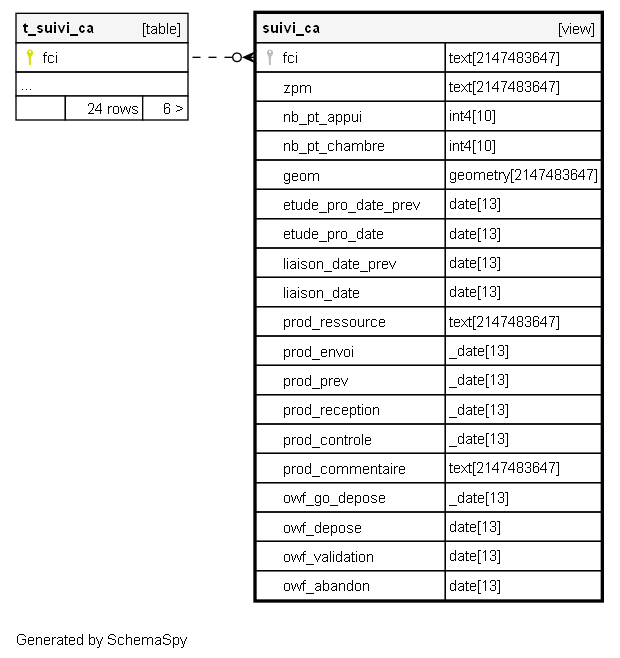 t_suivi_ca [table]
fci
...
24 rows 6 >
suivi_ca [view]
fci text[2147483647]
zpm text[2147483647]
nb_pt_appui int4[10]
nb_pt_chambre int4[10]
geom geometry[2147483647]
etude_pro_date_prev date[13]
etude_pro_date date[13]
liaison_date_prev date[13]
liaison_date date[13]
prod_ressource text[2147483647]
prod_envoi _date[13]
prod_prev _date[13]
prod_reception _date[13]
prod_controle _date[13]
prod_commentaire text[2147483647]
owf_go_depose _date[13]
owf_depose date[13]
owf_validation date[13]
owf_abandon date[13]
Generated by SchemaSpy